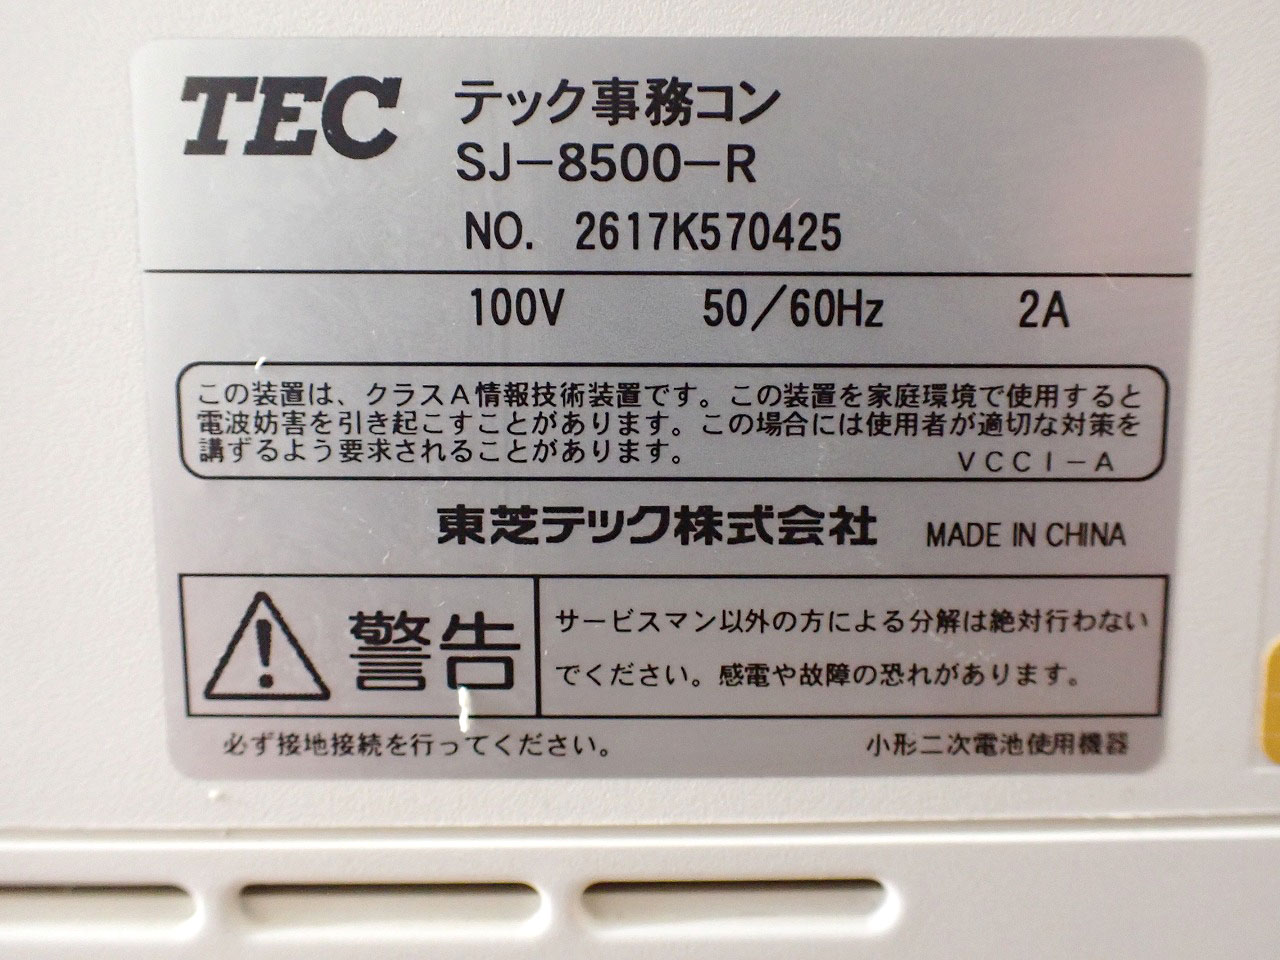 TEC
テック事務コン
SJ-8500-R
NO. 2617K570425
100V 50/60Hz 2A
この装置は、クラスA情報技術装置です。この装置を家庭環境で使用すると
電波妨害を引き起こすことがあります。この場合には使用者が適切な対策を
講ずるよう要求されることがあります。 VCCI-A
東芝テック株式会社 MADE IN CHINA
警告
サービスマン以外の方による分解は絶対行わない
でください。感電や故障の恐れがあります。
必ず接地接続を行ってください。 小形二次電池使用機器